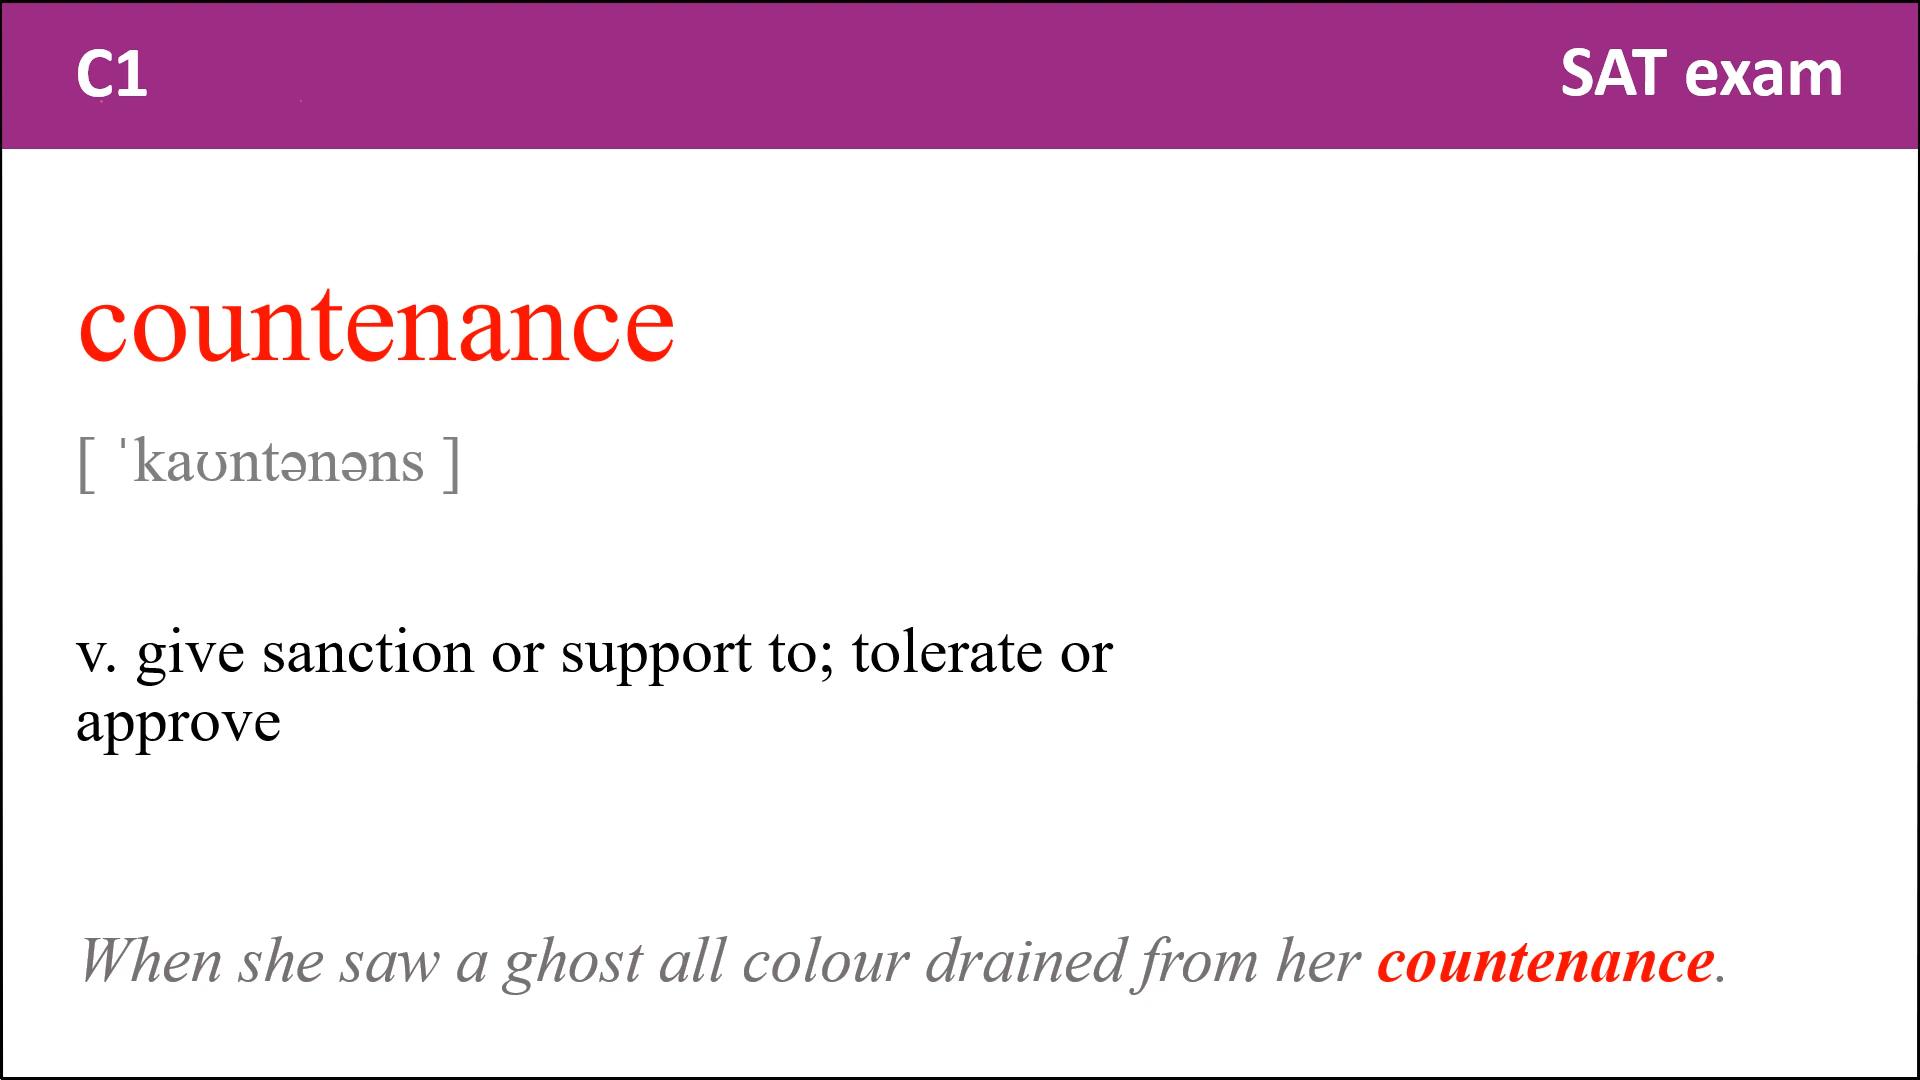 C1
SAT exam
countenance
[ ˈkaʊntənəns ]
v. give sanction or support to; tolerate or
approve
When she saw a ghost all colour drained from her countenance.